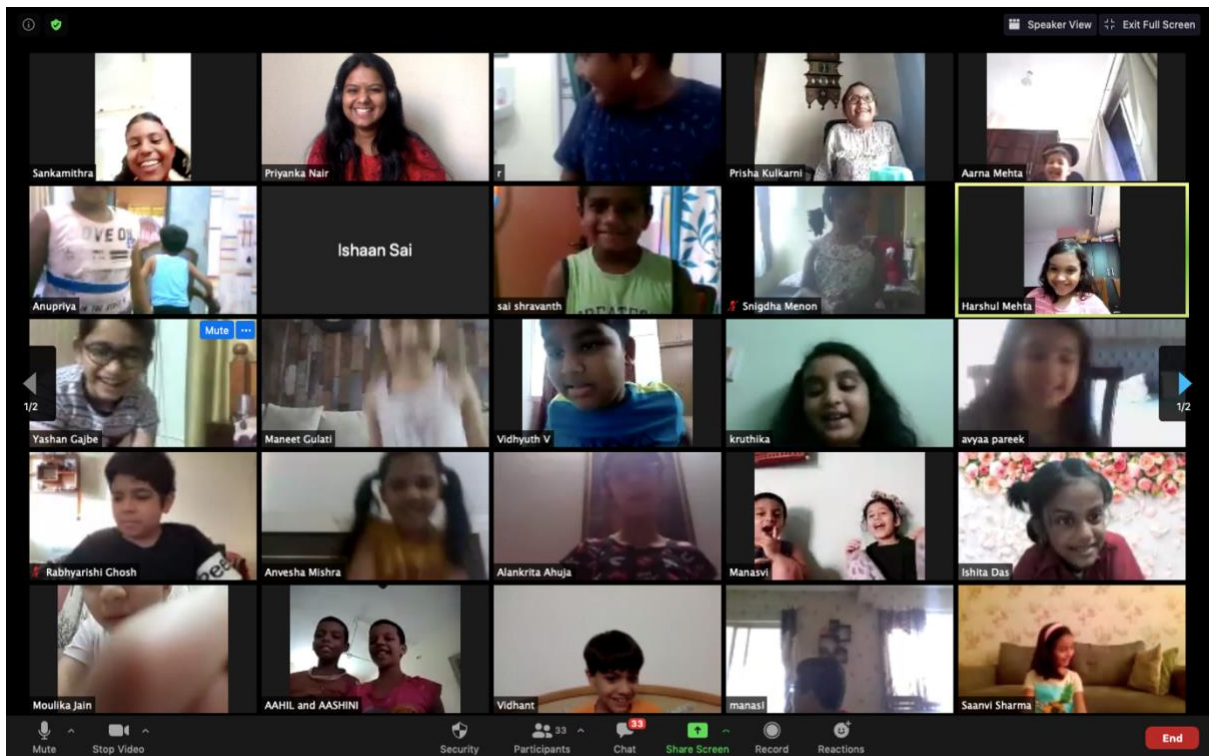 Speaker View Exit Full Screen
Sankamithra
Priyanka Nair
r
Prisha Kulkarni
Aarna Mehta
Anupriya
VE O
Ishaan Sai
sai shravanth
Snigdha Menon
Harshul Mehta
Mute ...
1/2
1/2
Yashan Gajbe
Maneet Gulati
Vidhyuth V
kruthika
avyaa pareek
Rabhyarishi Ghosh
Anvesha Mishra
Alankrita Ahuja
Manasvi
Ishita Das
Moulika Jain
AAHIL and AASHINI
Vidhant
manasI
Saanvi Sharma
33 33
Mute Stop Video Security Participants Chat Share Screen Record Reactions End